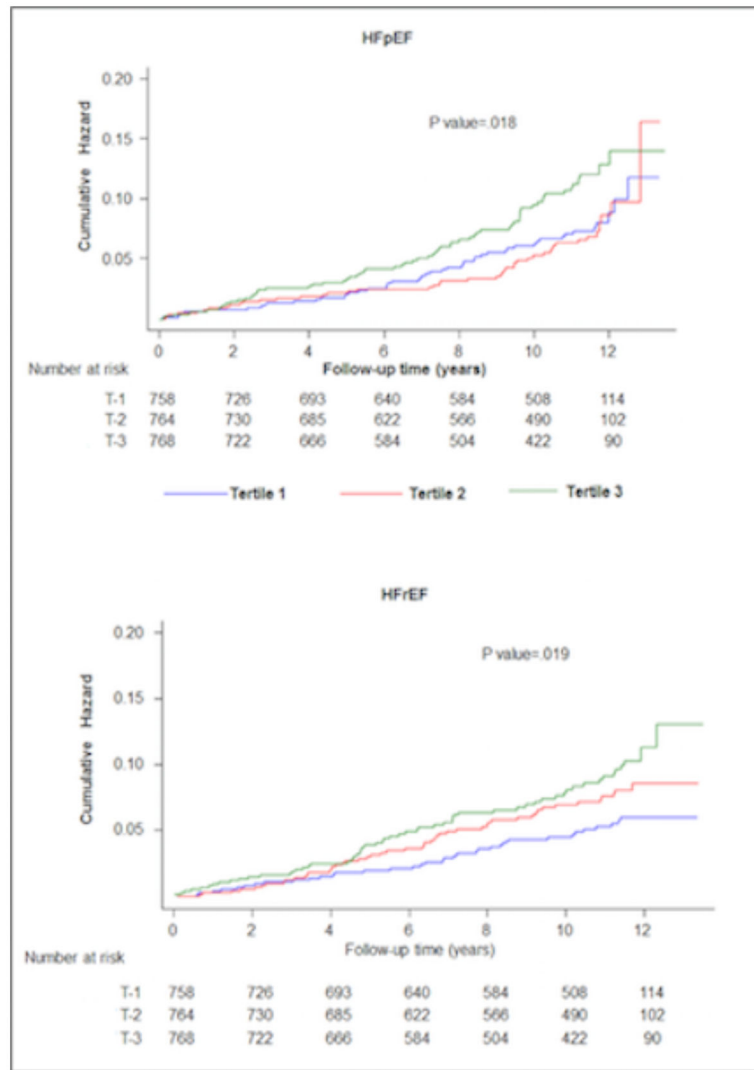 HFpEF
0.20
0.15
0.10
0.05
Cumulative Hazard
P value=.018
0 2 4 6 8 10 12
Number at risk
Follow-up time (years)
T-1 758 726 693 640 584 508 114
T-2 764 730 685 622 566 490 102
T-3 768 722 666 584 504 422 90
Tertile 1 Tertile 2 Tertile 3
HFrEF
0.20
0.15
0.10
0.05
Cumulative Hazard
P value=.019
0 2 4 6 8 10 12
Follow-up time (years)
Number at risk
T-1 758 726 693 640 584 508 114
T-2 764 730 685 622 566 490 102
T-3 768 722 666 584 504 422 90